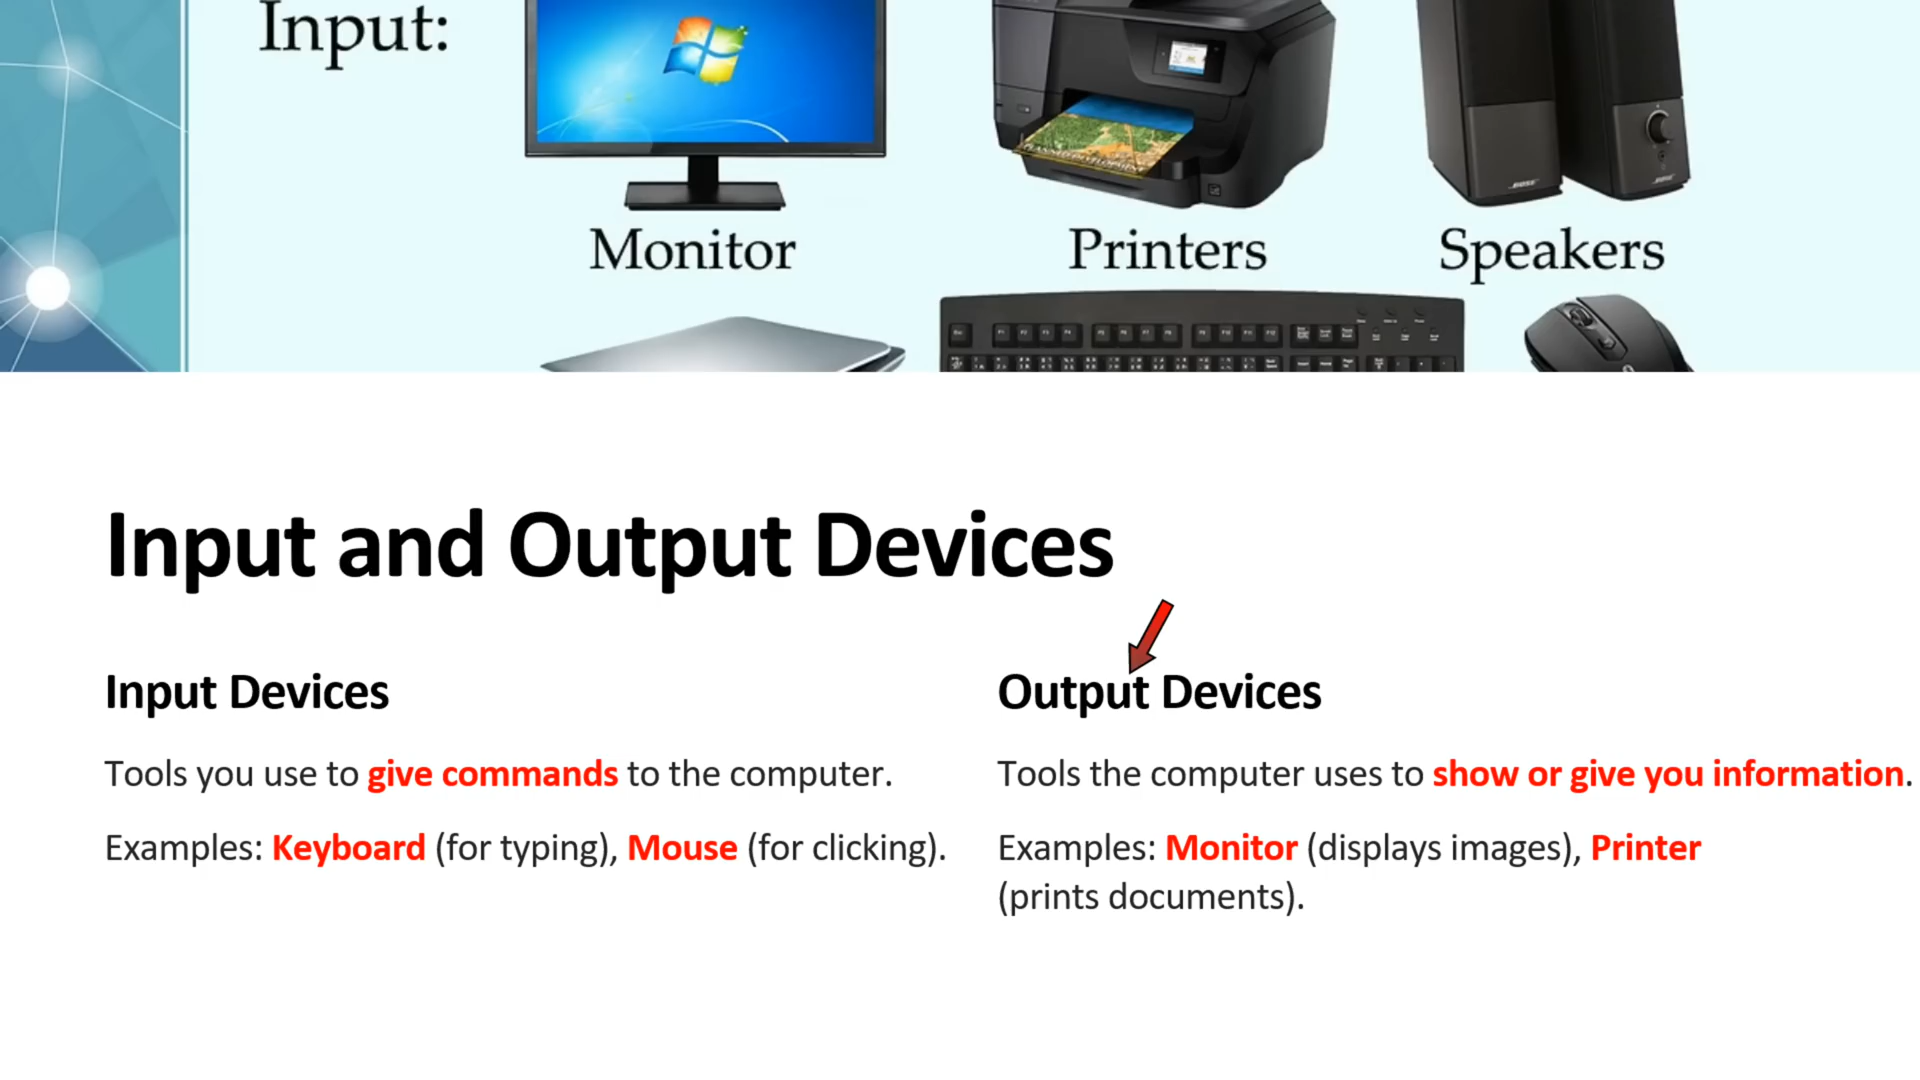 Input:
Monitor
Printers
Speakers
Input and Output Devices
Input Devices
Tools you use to give commands to the computer.
Examples: Keyboard (for typing), Mouse (for clicking).
Output Devices
Tools the computer uses to show or give you information.
Examples: Monitor (displays images), Printer
(prints documents).